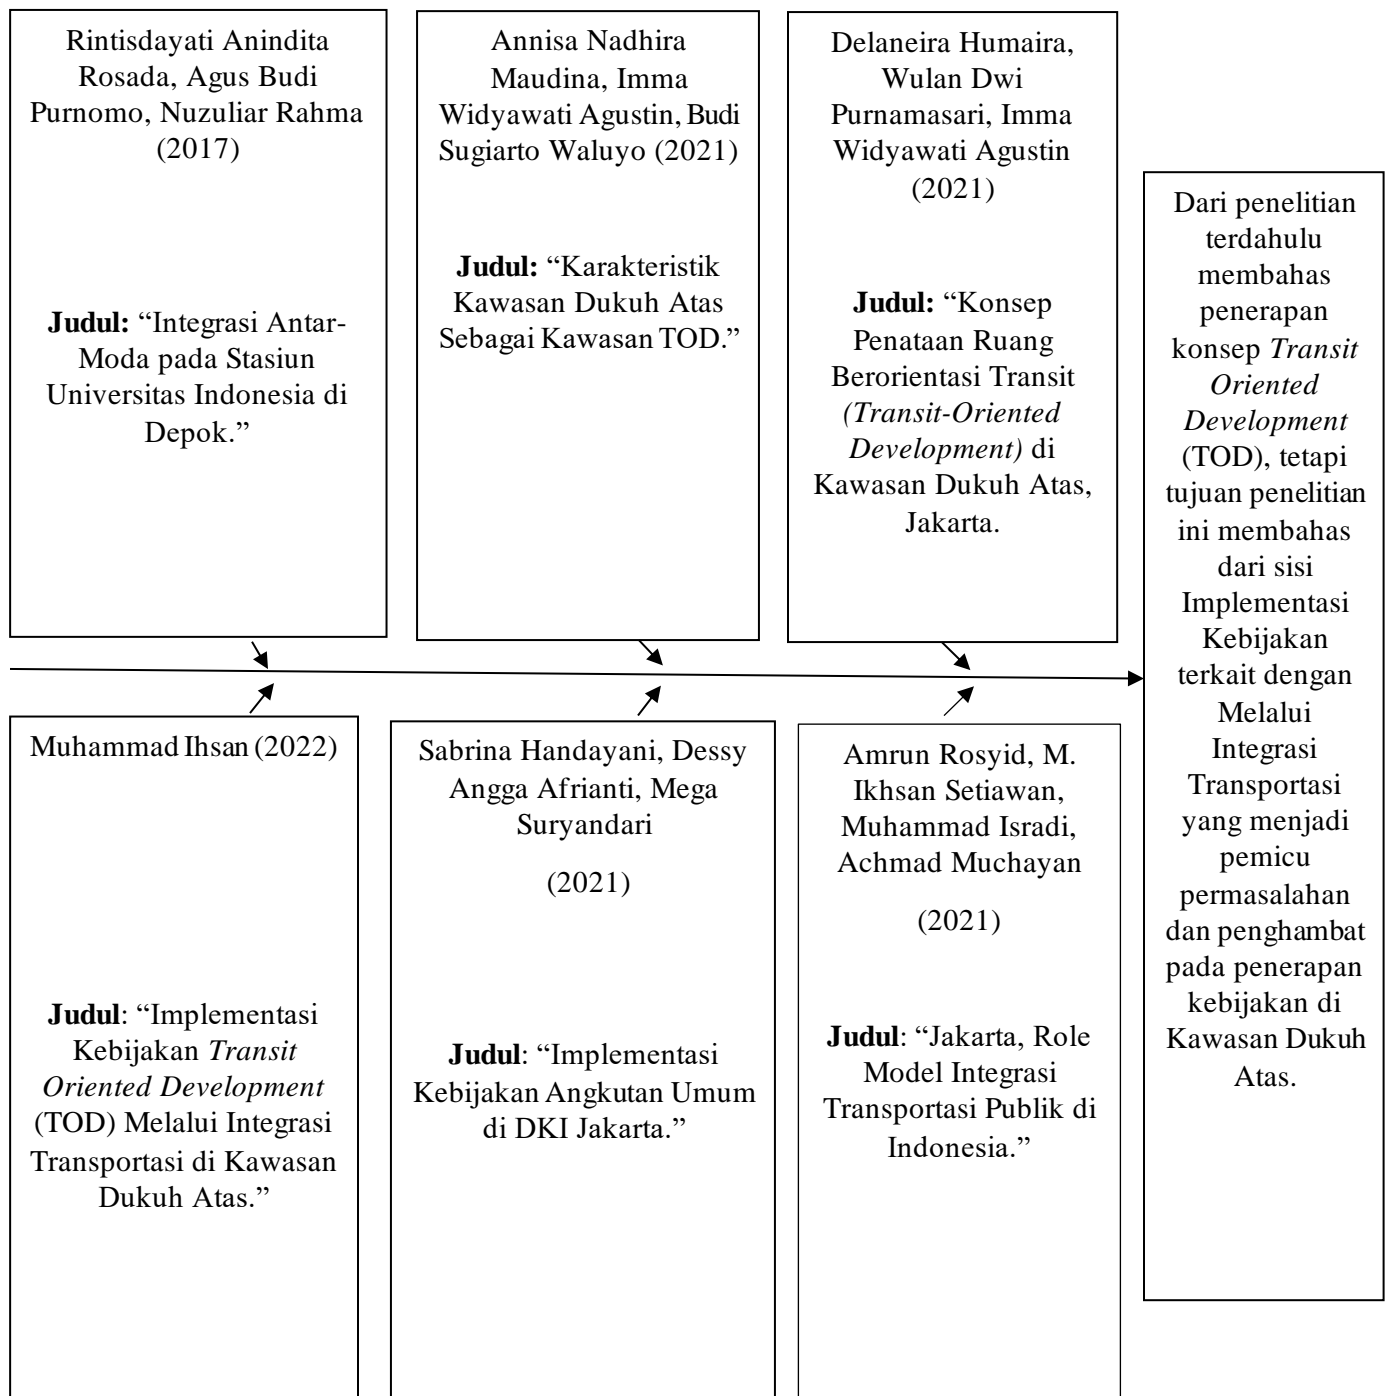 Rintisdayati Anindita
Rosada, Agus Budi
Purnomo, Nuzuliar Rahma
(2017)
Judul: “Integrasi Antar-
Moda pada Stasiun
Universitas Indonesia di
Depok.”
Annisa Nadhira
Maudina, Imma
Widyawati Agustin, Budi
Sugiarto Waluyo (2021)
Judul: “Karakteristik
Kawasan Dukuh Atas
Sebagai Kawasan TOD.”
Delaneira Humaira,
Wulan Dwi
Purnamasari, Imma
Widyawati Agustin
(2021)
Judul: “Konsep
Penataan Ruang
Berorientasi Transit
(Transit-Oriented
Development) di
Kawasan Dukuh Atas,
Jakarta.
Muhammad Ihsan (2022)
Judul: “Implementasi
Kebijakan Transit
Oriented Development
(TOD) Melalui Integrasi
Transportasi di Kawasan
Dukuh Atas.”
Sabrina Handayani, Dessy
Angga Afrianti, Mega
Suryandari
(2021)
Judul: “Implementasi
Kebijakan Angkutan Umum
di DKI Jakarta.”
Amrun Rosyid, M.
Ikhsan Setiawan,
Muhammad Isradi,
Achmad Muchayan
(2021)
Judul: “Jakarta, Role
Model Integrasi
Transportasi Publik di
Indonesia.”
Dari penelitian
terdahulu
membahas
penerapan
konsep Transit
Oriented
Development
(TOD), tetapi
tujuan penelitian
ini membahas
dari sisi
Implementasi
Kebijakan
terkait dengan
Melalui
Integrasi
Transportasi
yang menjadi
pemicu
permasalahan
dan penghambat
pada penerapan
kebijakan di
Kawasan Dukuh
Atas.